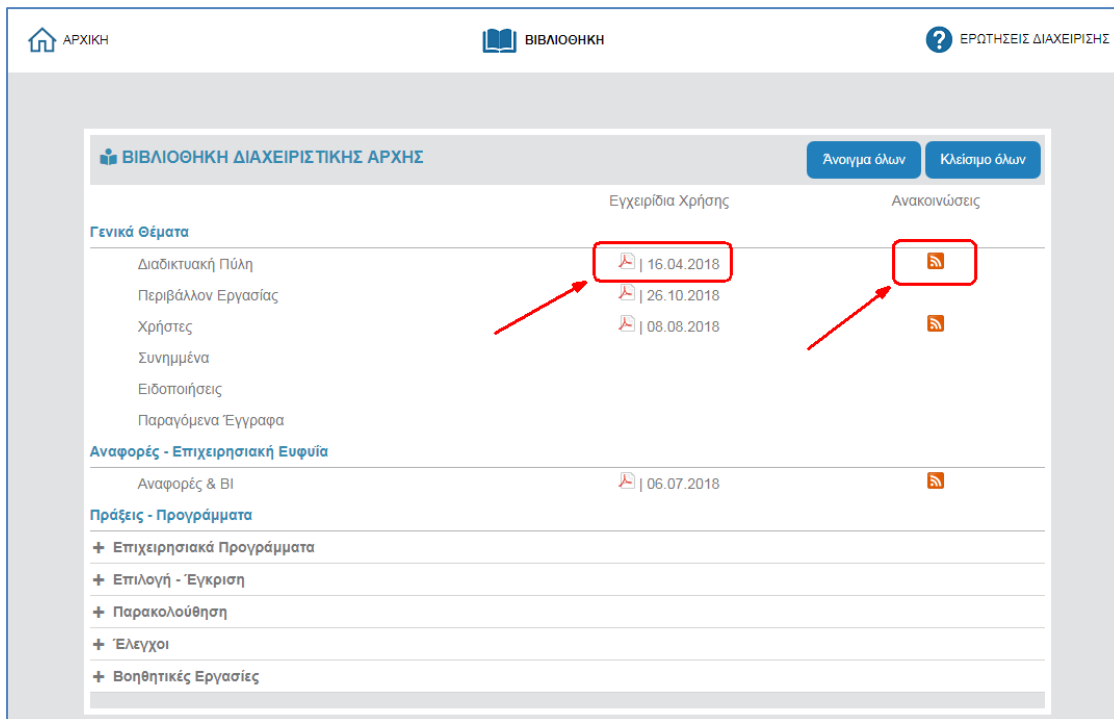 ΑΡΧΙΚΗ ΒΙΒΛΙΟΘΗΚΗ ΕΡΩΤΗΣΕΙΣ ΔΙΑΧΕΙΡΙΣΗΣ
ΒΙΒΛΙΟΘΗΚΗ ΔΙΑΧΕΙΡΙΣΤΙΚΗΣ ΑΡΧΗΣ Άνοιγμα όλων Κλείσιμο όλων
Εγχειρίδια Χρήσης Ανακοινώσεις
Γενικά Θέματα
Διαδικτυακή Πύλη | 16.04.2018
Περιβάλλον Εργασίας | 26.10.2018
Χρήστες | 08.08.2018
Συνημμένα
Ειδοποιήσεις
Παραγόμενα Έγγραφα
Αναφορές - Επιχειρησιακή Ευφυΐα
Αναφορές & BI | 06.07.2018
Πράξεις - Προγράμματα
+ Επιχειρησιακά Προγράμματα
+ Επιλογή - Έγκριση
+ Παρακολούθηση
+ Έλεγχοι
+ Βοηθητικές Εργασίες